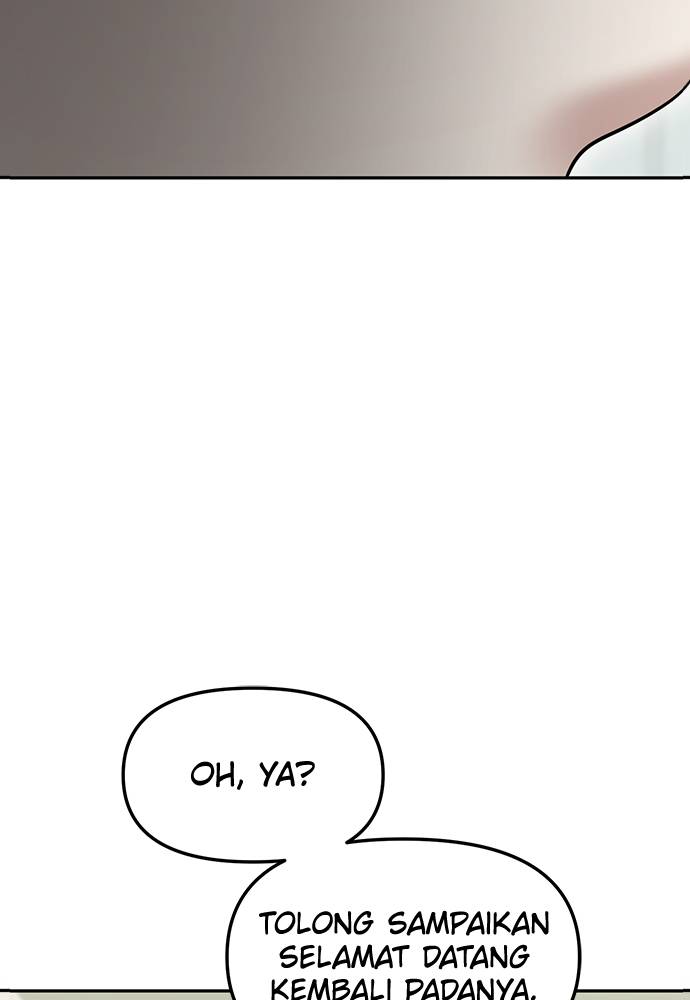 OH, YA?
TOLONG SAMPAIKAN
SELAMAT DATANG
KEMBALI PADANYA.